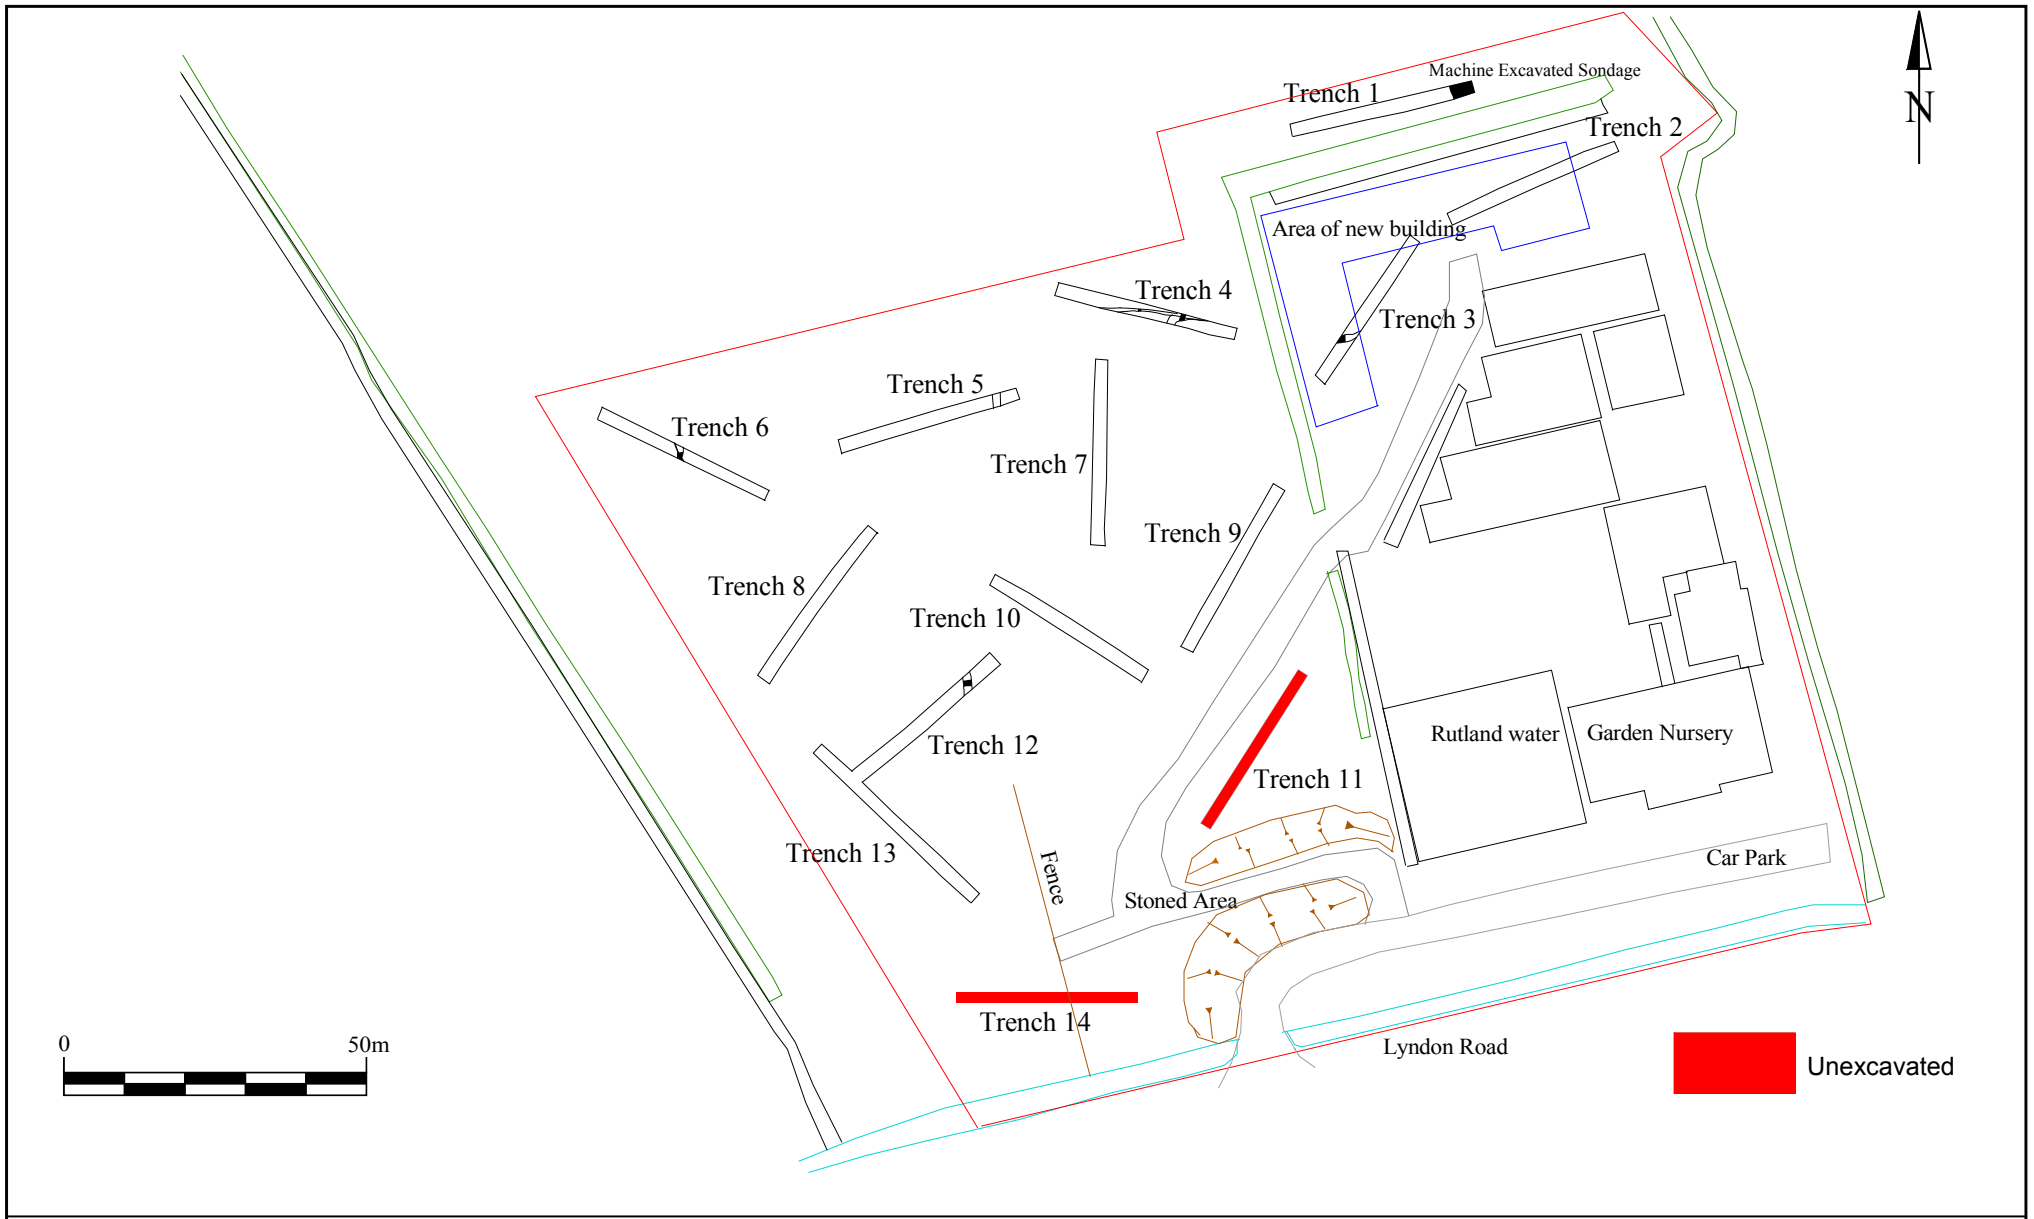 Machine Excavated Sondage
Trench 1
N
Trench 2
Area of new building
Trench 4
Trench 3
Trench 5
Trench 6
Trench 7
Trench 9
Trench 8
Trench 10
Rutland water
Garden Nursery
Trench 12
Trench 11
Trench 13
Fence
Car Park
Stoned Area
Trench 14
0
50m
Lyndon Road
Unexcavated